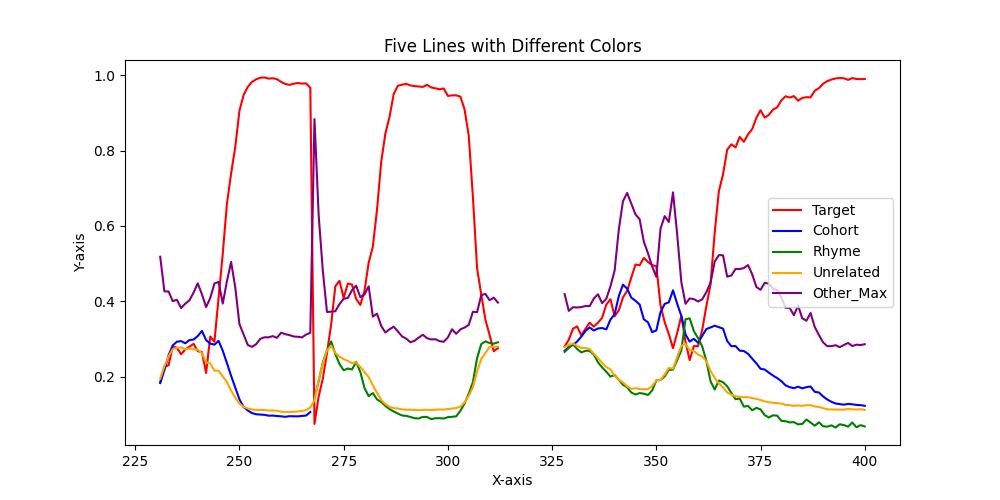 Five Lines with Different Colors
1.0
0.8
0.6
0.4
0.2
Y-axis
Target
Cohort
Rhyme
Unrelated
Other_Max
225
250
275
300
325
350
375
400
X-axis